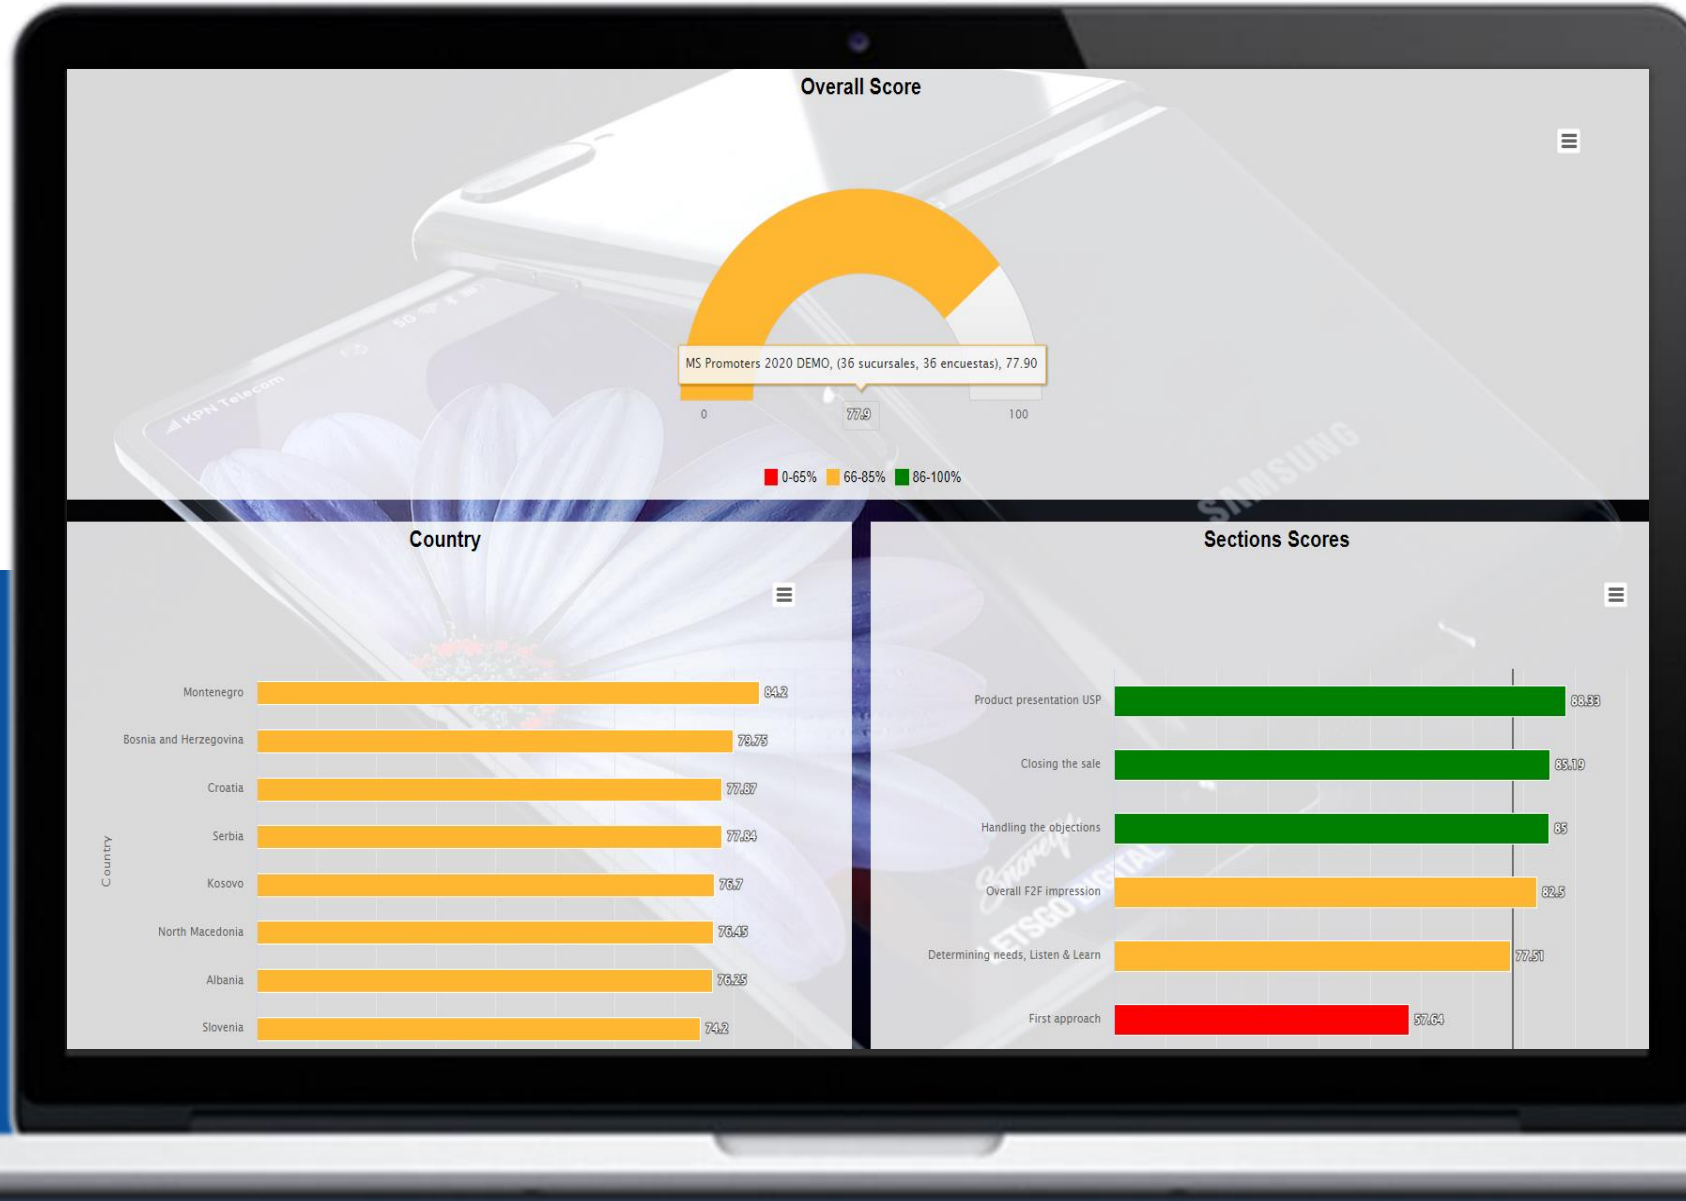 Overall Score
5G
KPN Telecom
MS Promoters 2020 DEMO, (36 sucursales, 36 encuestas), 77.90
0
77.9
100
0-65% 66-85% 86-100%
SAMSUNG
Country
Montenegro 84.2
Bosnia and Herzegovina 79.75
Croatia 77.87
Serbia 77.84
Kosovo 76.7
North Macedonia 76.45
Albania 76.25
Slovenia 74.2
Country
Sections Scores
Product presentation USP 88.33
Closing the sale 85.19
Handling the objections 85
Overall F2F impression 82.5
Determining needs, Listen & Learn 77.51
First approach 57.64
LETSGO DIGITAL